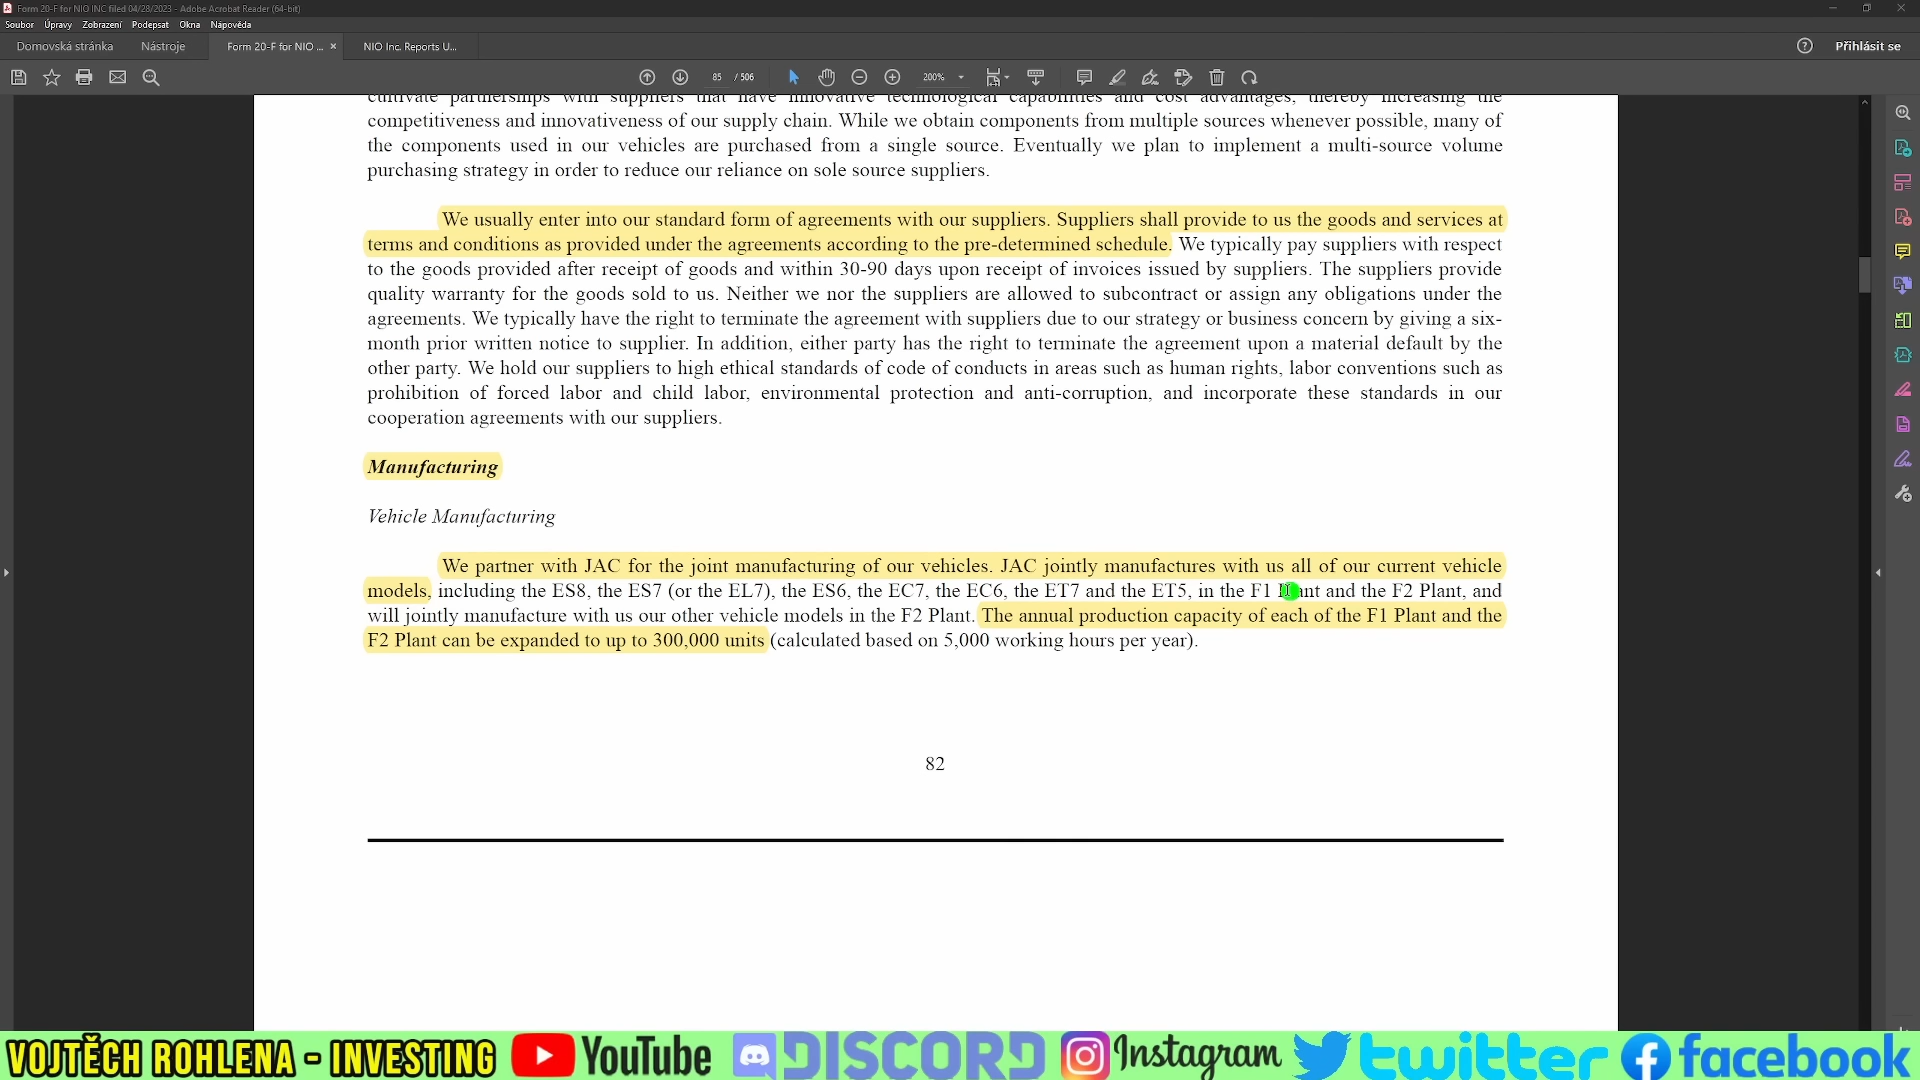 Form 20-F for NIO INC filed 04/28/2023 - Adobe Acrobat Reader (64-bit)
Soubor Úpravy Zobrazení Podepsat Okna Nápověda
Domovská stránka Nástroje Form 20-F for NIO ... × NIO Inc. Reports U... Přihlásit se
85 / 506 200%
cultivate partnerships with suppliers that have innovative technological capabilities and cost advantages, thereby increasing the
competitiveness and innovativeness of our supply chain. While we obtain components from multiple sources whenever possible, many of
the components used in our vehicles are purchased from a single source. Eventually we plan to implement a multi-source volume
purchasing strategy in order to reduce our reliance on sole source suppliers.
We usually enter into our standard form of agreements with our suppliers. Suppliers shall provide to us the goods and services at
terms and conditions as provided under the agreements according to the pre-determined schedule. We typically pay suppliers with respect
to the goods provided after receipt of goods and within 30-90 days upon receipt of invoices issued by suppliers. The suppliers provide
quality warranty for the goods sold to us. Neither we nor the suppliers are allowed to subcontract or assign any obligations under the
agreements. We typically have the right to terminate the agreement with suppliers due to our strategy or business concern by giving a six-
month prior written notice to supplier. In addition, either party has the right to terminate the agreement upon a material default by the
other party. We hold our suppliers to high ethical standards of code of conducts in areas such as human rights, labor conventions such as
prohibition of forced labor and child labor, environmental protection and anti-corruption, and incorporate these standards in our
cooperation agreements with our suppliers.
Manufacturing
Vehicle Manufacturing
We partner with JAC for the joint manufacturing of our vehicles. JAC jointly manufactures with us all of our current vehicle
models, including the ES8, the ES7 (or the EL7), the ES6, the EC7, the EC6, the ET7 and the ET5, in the F1 Plant and the F2 Plant, and
will jointly manufacture with us our other vehicle models in the F2 Plant. The annual production capacity of each of the F1 Plant and the
F2 Plant can be expanded to up to 300,000 units (calculated based on 5,000 working hours per year).
82
VOJTĚCH ROHLENA - INVESTING YouTube DISCORD Instagram twitter facebook